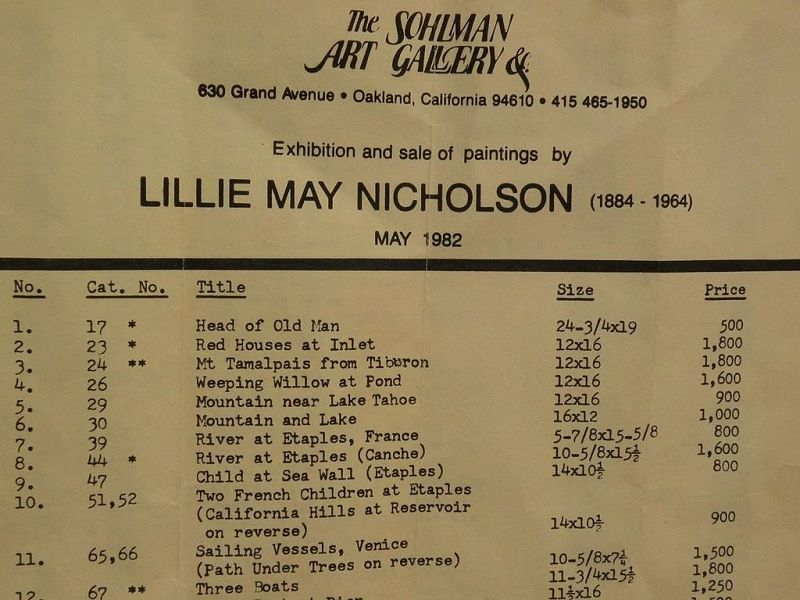 The SOHLMAN
ART GALLERY &
630 Grand Avenue • Oakland, California 94610 • 415 465-1950
Exhibition and sale of paintings by
LILLIE MAY NICHOLSON (1884 - 1964)
MAY 1982
No. Cat. No. Title Size Price
1. 17 * Head of Old Man 24-3/4x19 500
2. 23 * Red Houses at Inlet 12x16 1,800
3. 24 ** Mt Tamalpais from Tiburon 12x16 1,800
4. 26 Weeping Willow at Pond 12x16 1,600
5. 29 Mountain near Lake Tahoe 12x16 900
6. 30 Mountain and Lake 16x12 1,000
7. 39 River at Etaples, France 5-7/8x15-5/8 800
8. 44 * River at Etaples (Canche) 10-5/8x15½ 1,600
9. 47 Child at Sea Wall (Etaples) 14x10½ 800
10. 51,52 Two French Children at Etaples
(California Hills at Reservoir
on reverse) 14x10½ 900
11. 65,66 Sailing Vessels, Venice
(Path Under Trees on reverse) 10-5/8x7¼ 1,500
12. 67 ** Three Boats 11-3/4x15½ 1,800
11½x16 1,250